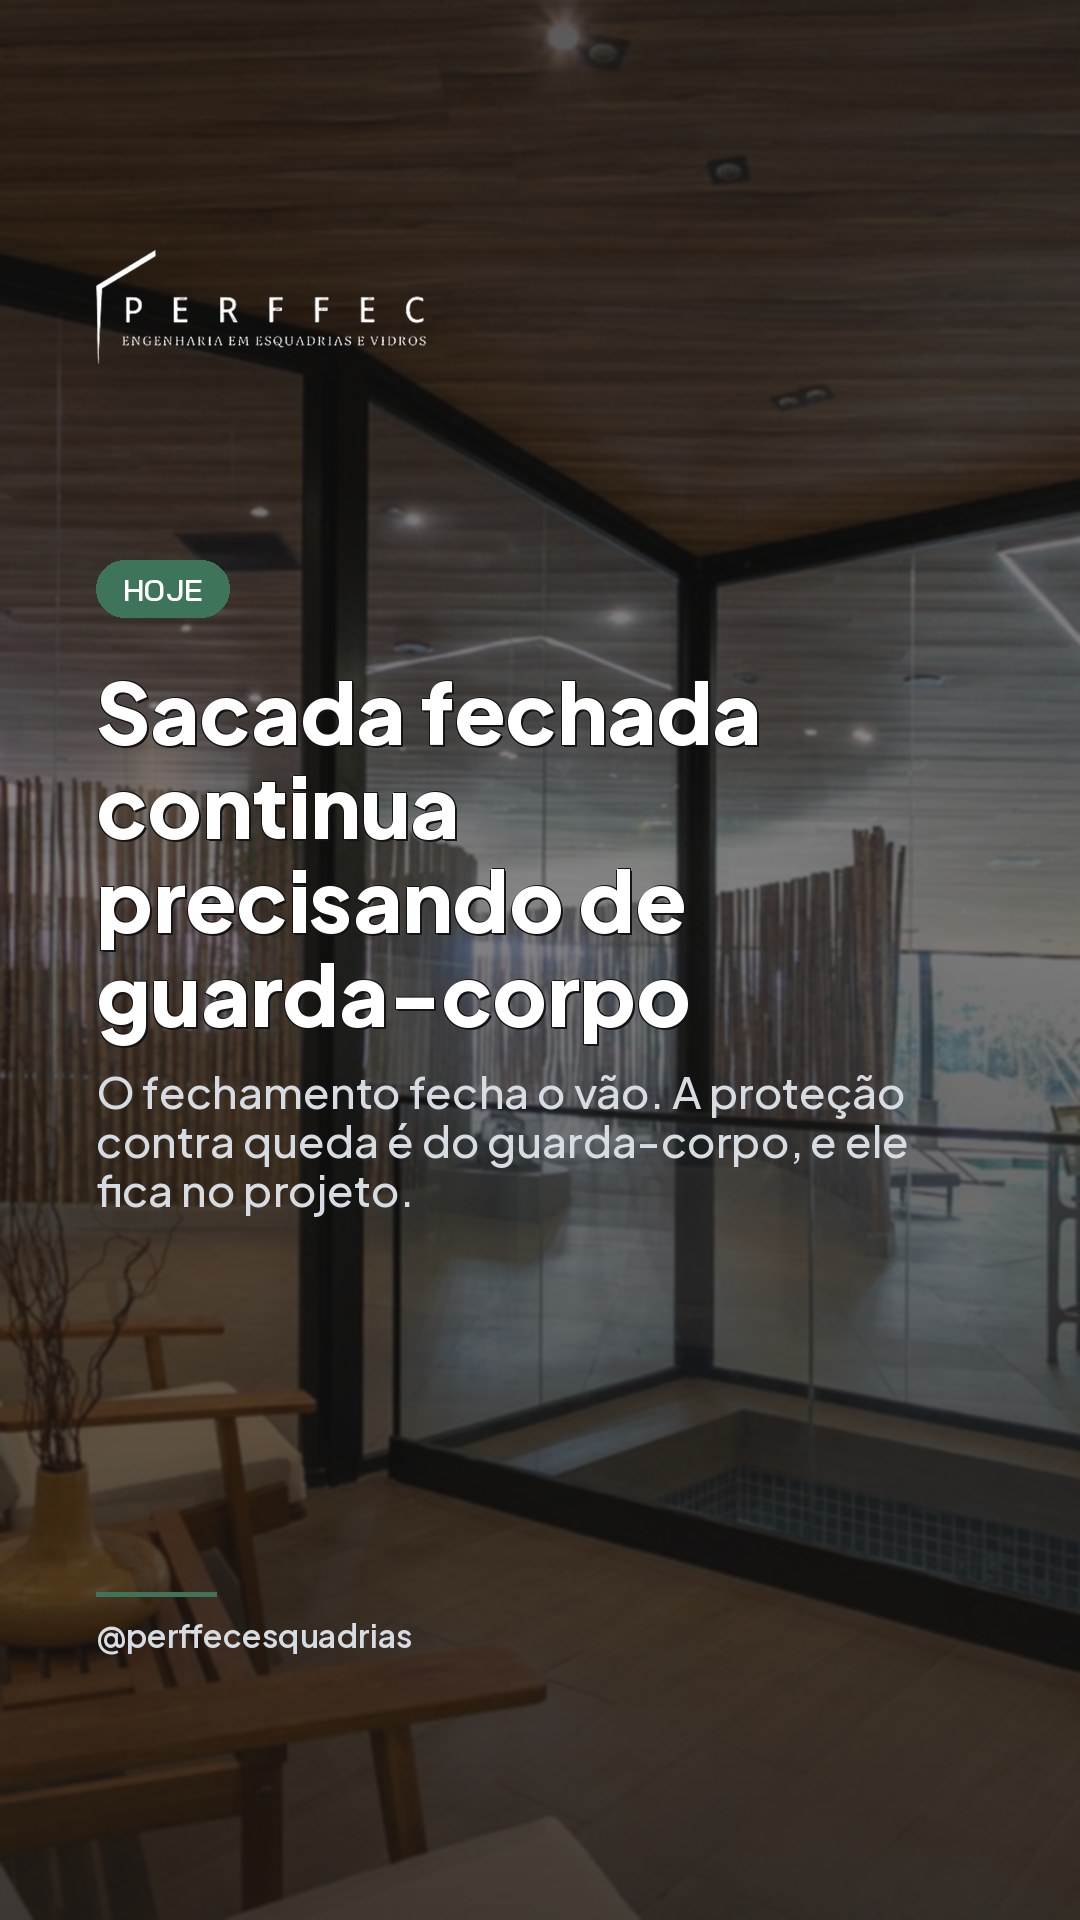 PERFFEC
ENGENHARIA EM ESQUADRIAS E VIDROS
HOJE
Sacada fechada
continua
precisando de
guarda-corpo
O fechamento fecha o vão. A proteção
contra queda é do guarda-corpo, e ele
fica no projeto.
@perffecesquadrias